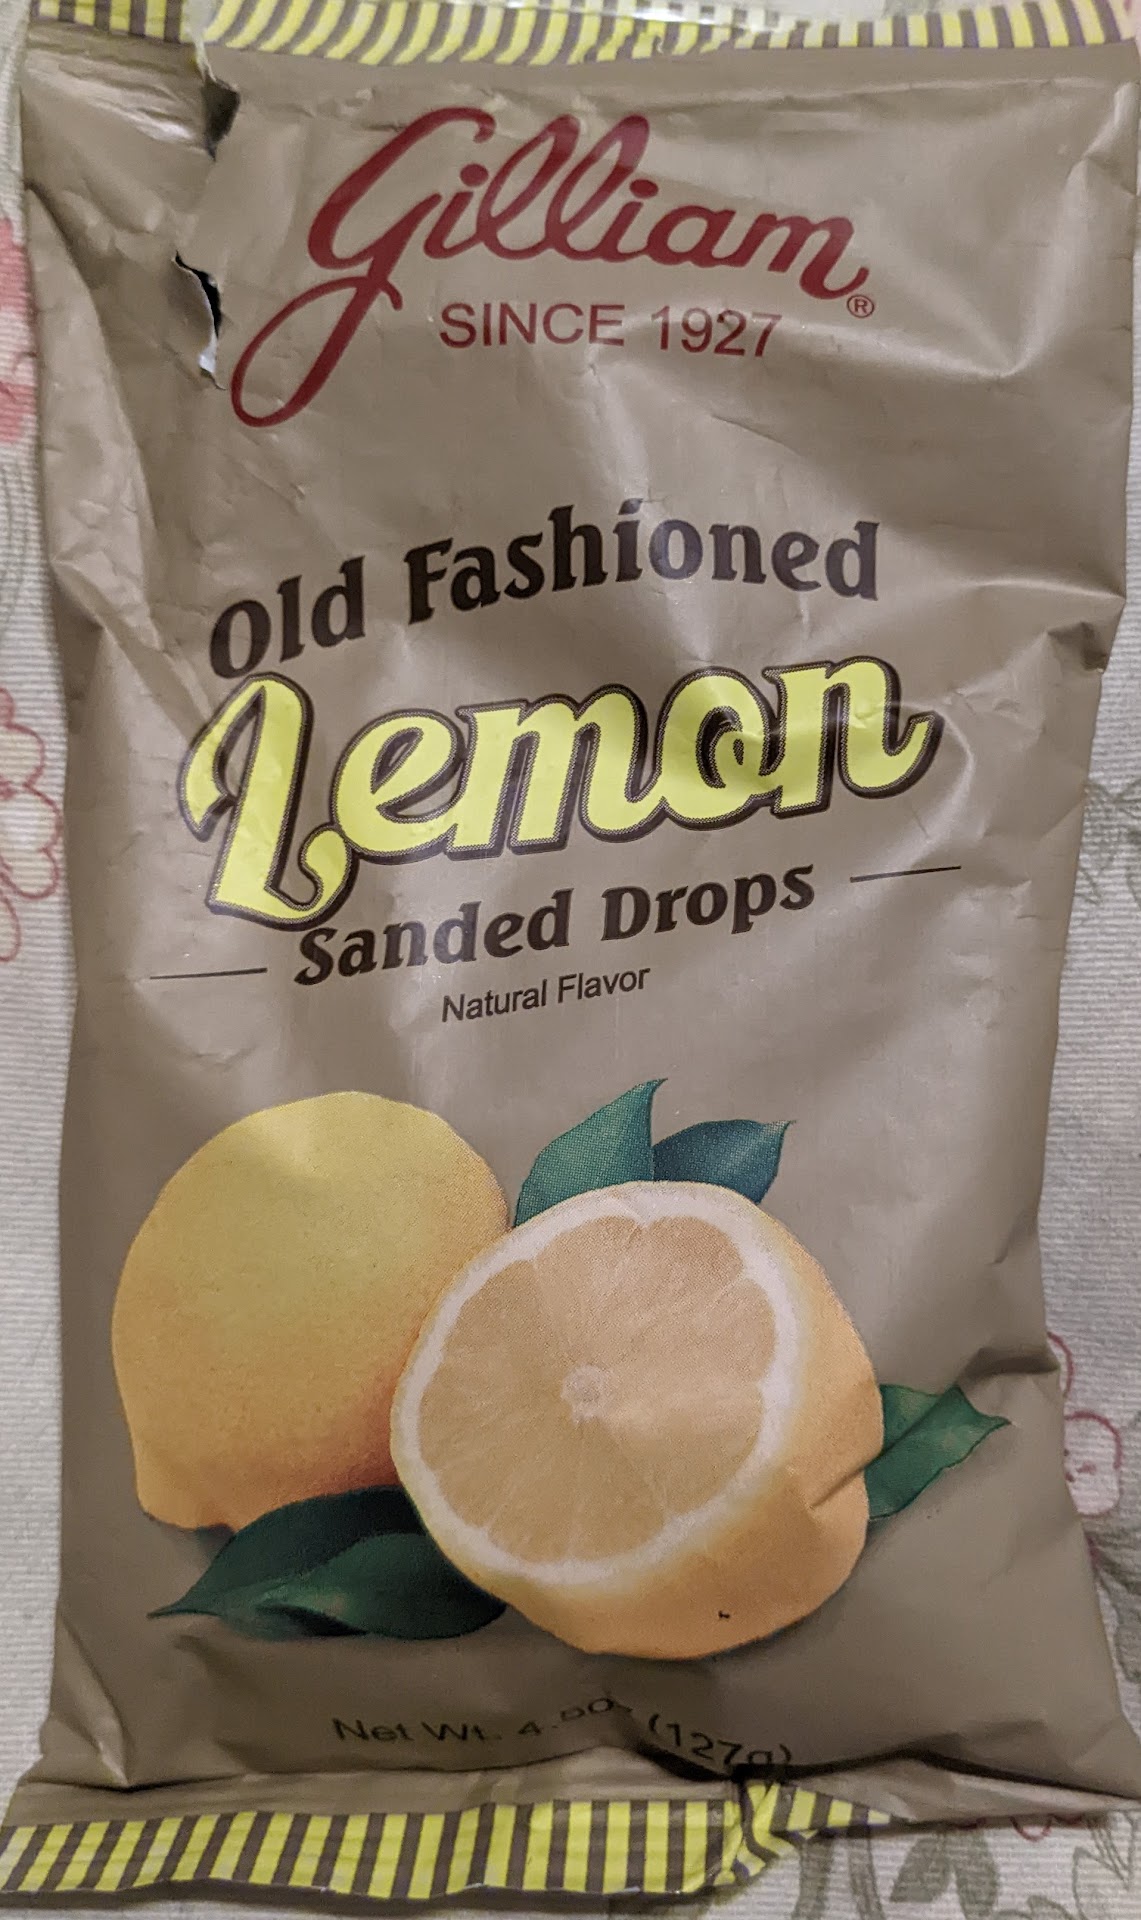 Gilliam®
SINCE 1927
Old Fashioned
Lemon
Sanded Drops
Natural Flavor
Net Wt. (127g)